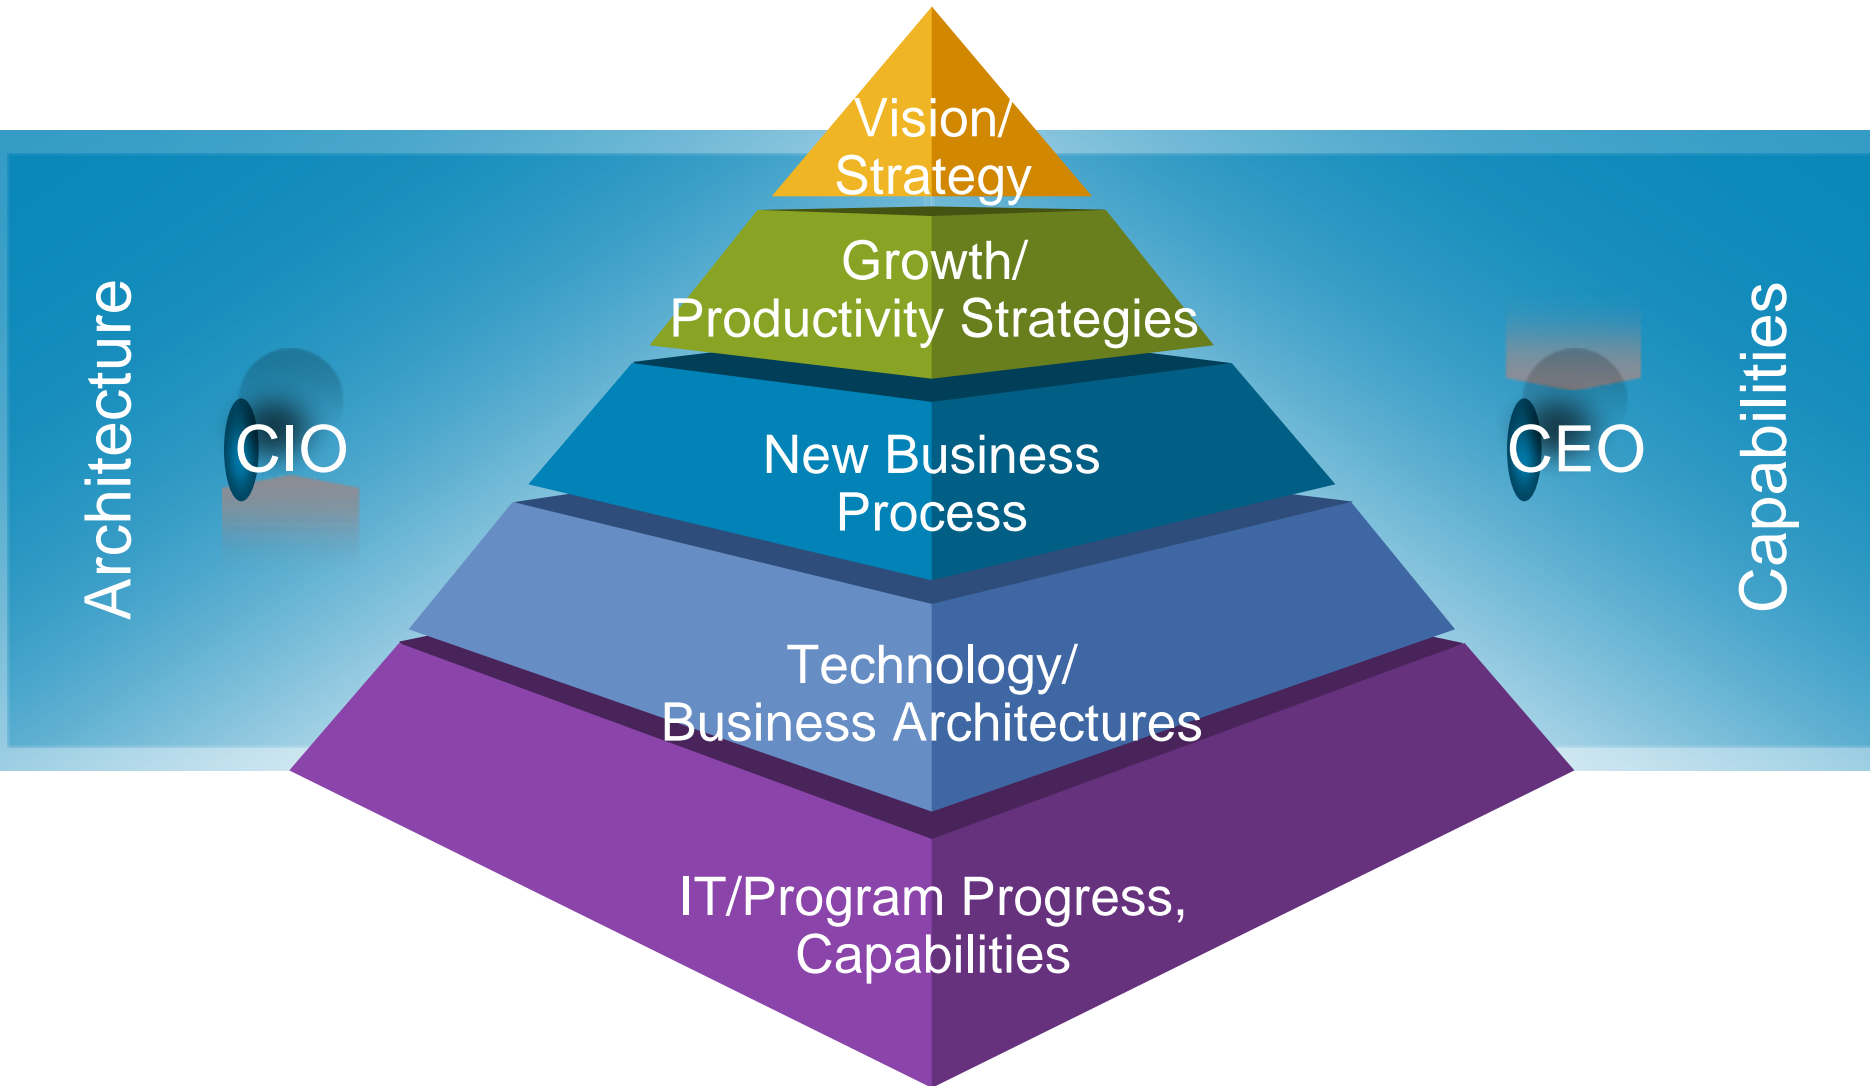 Vision/
Strategy
Growth/
Productivity Strategies
Architecture
CIO
New Business
Process
CEO
Capabilities
Technology/
Business Architectures
IT/Program Progress,
Capabilities